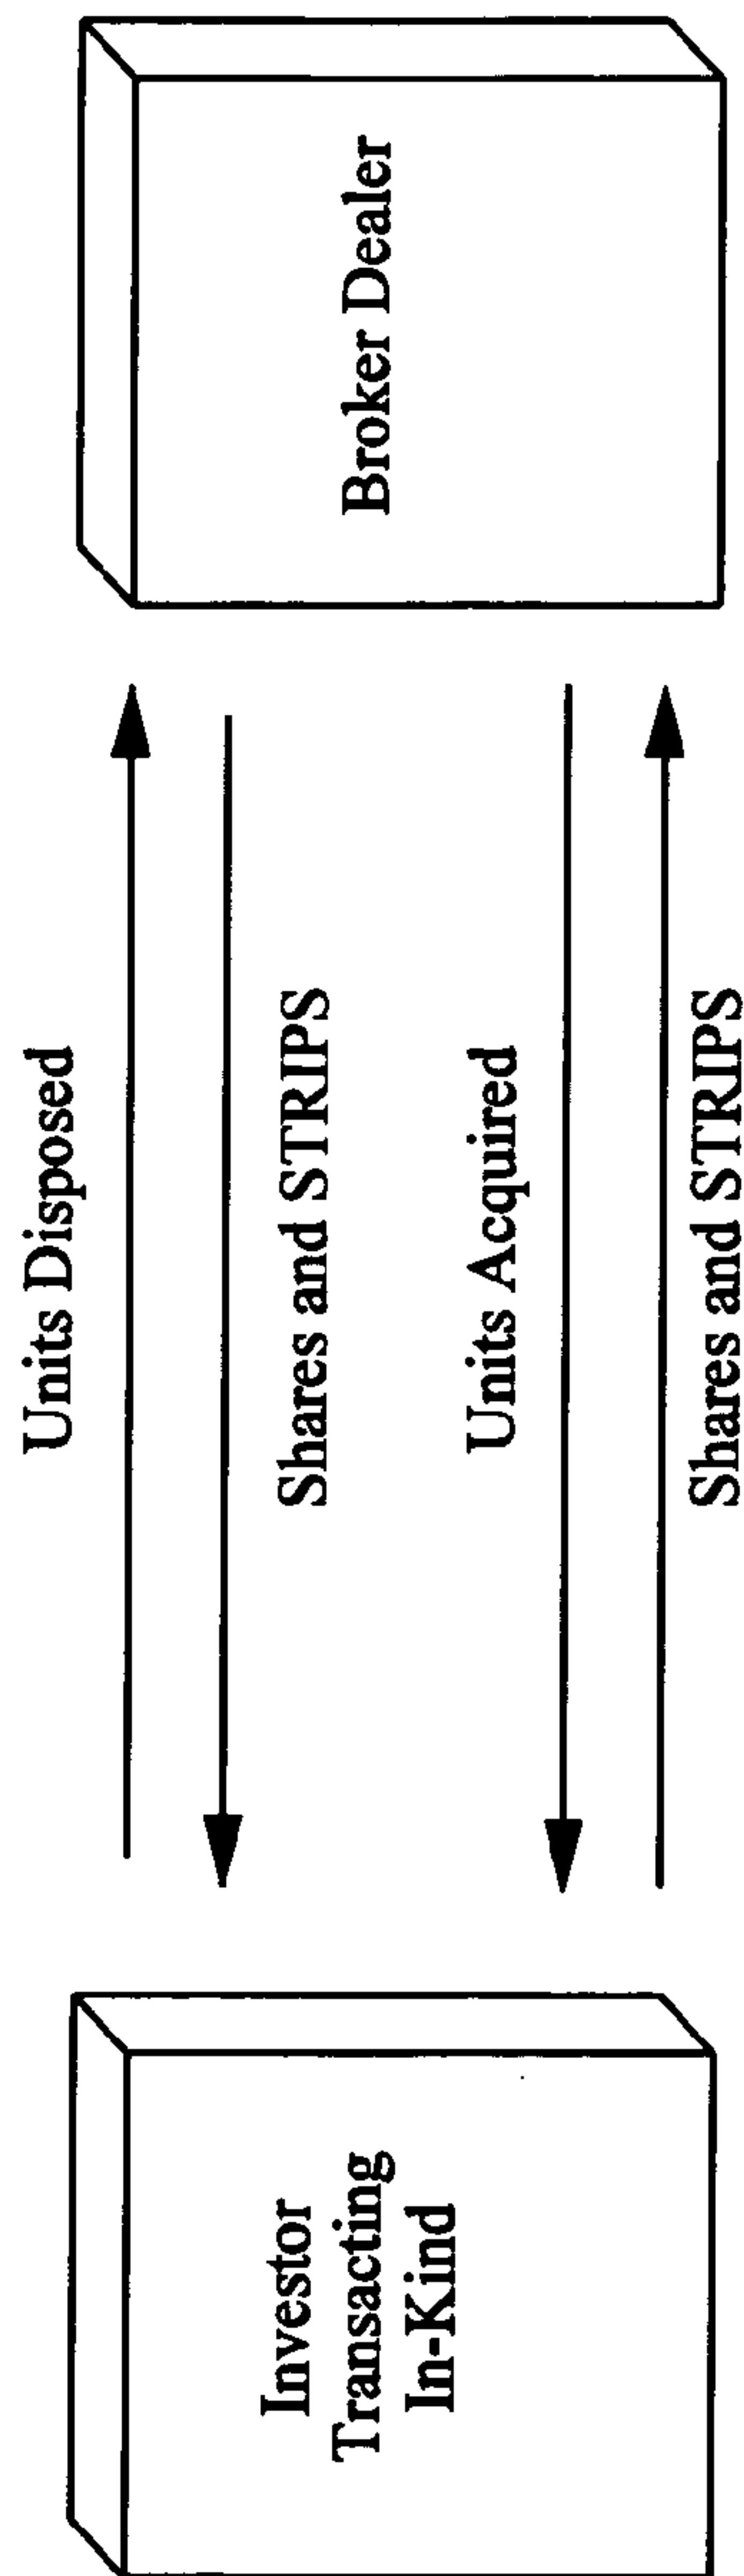 Investor
Transacting
In-Kind
Units Disposed
Shares and STRIPS
Units Acquired
Shares and STRIPS
Broker Dealer